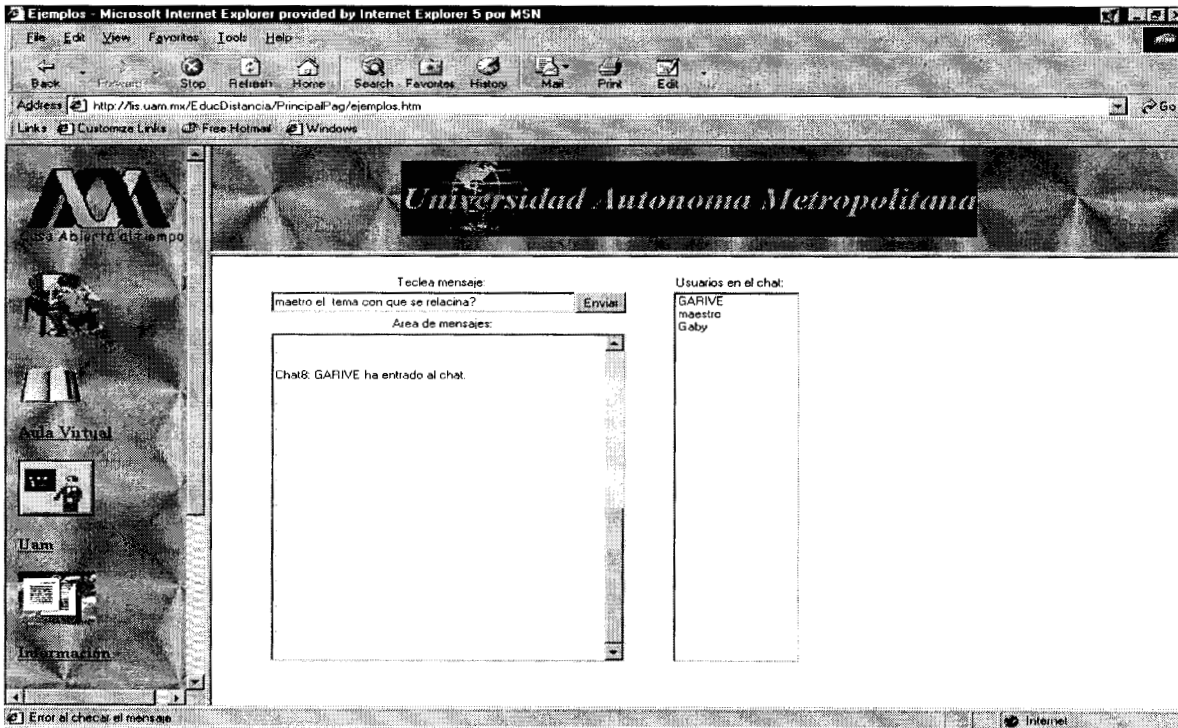 Ejemplos - Microsoft Internet Explorer provided by Internet Explorer 5 por MSN
File Edit View Favorites Tools Help
msn
Back Forward Stop Refresh Home Search Favorites History Mail Print Edit
Address http://lis.uam.mx/EducDistancia/PrincipalPag/ejemplos.htm Go
Links Customize Links Free Hotmail Windows
Casa Abierta al Tiempo
Universidad Autonoma Metropolitana
Teclea mensaje:
maetro el tema con que se relacina? Enviar
Area de mensajes:
Chat8: GARIVE ha entrado al chat.
Usuarios en el chat:
GARIVE
maestro
Gaby
Aula Virtual
Uam
Información
Error al checar el mensaje
Internet